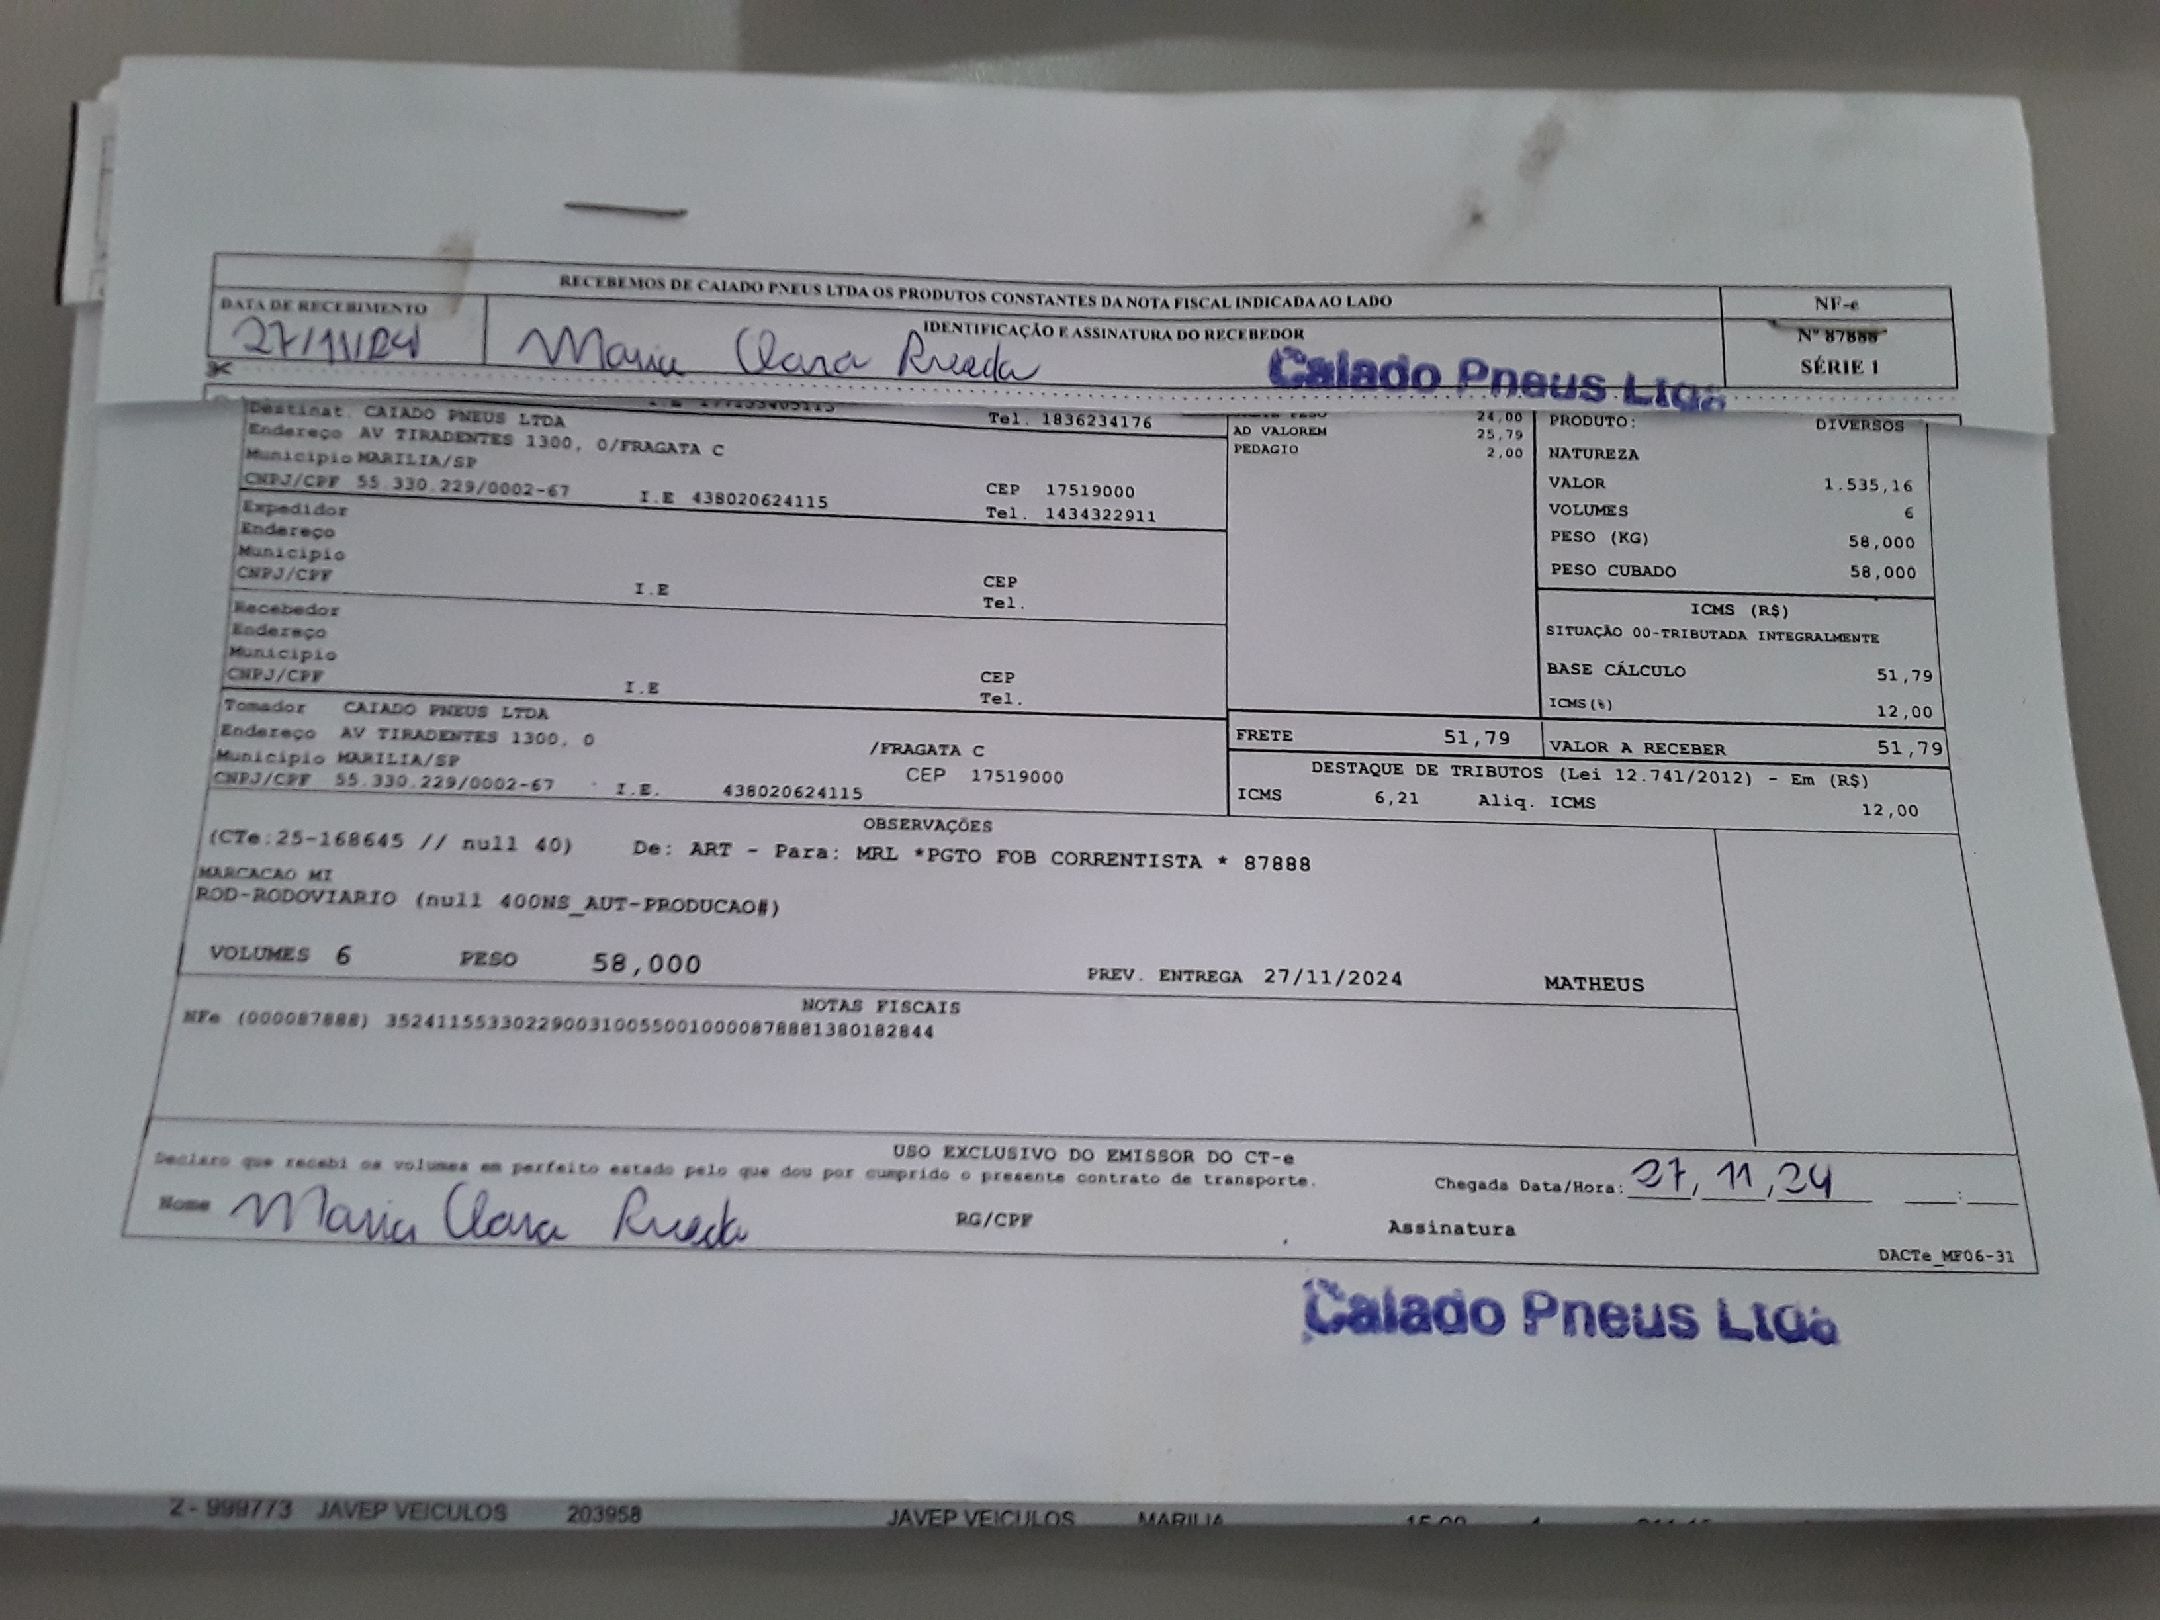 RECEBEMOS DE CAIADO PNEUS LTDA OS PRODUTOS CONSTANTES DA NOTA FISCAL INDICADA AO LADO
NF-e
DATA DE RECEBIMENTO
IDENTIFICAÇÃO E ASSINATURA DO RECEBEDOR
Nº 87888
27/11/24
Maria Clara Rueda
Caiado Pneus Ltda
SÉRIE 1
Destinat. CAIADO PNEUS LTDA
Tel. 1836234176
Endereço AV TIRADENTES 1300, 0/FRAGATA C
Município MARILIA/SP
CNPJ/CPF 55.330.229/0002-67 I.E 438020624115
CEP 17519000
Tel. 1434322911
Expedidor
Endereço
Município
CNPJ/CPF I.E
CEP
Tel.
Recebedor
Endereço
Município
CNPJ/CPF I.E
CEP
Tel.
Tomador CAIADO PNEUS LTDA
Endereço AV TIRADENTES 1300, 0 /FRAGATA C
Município MARILIA/SP CEP 17519000
CNPJ/CPF 55.330.229/0002-67 I.E. 438020624115
24,00
AD VALOREM 25,79
PEDAGIO 2,00
FRETE 51,79
PRODUTO: DIVERSOS
NATUREZA
VALOR 1.535,16
VOLUMES 6
PESO (KG) 58,000
PESO CUBADO 58,000
ICMS (R$)
SITUAÇÃO 00-TRIBUTADA INTEGRALMENTE
BASE CÁLCULO 51,79
ICMS(%) 12,00
VALOR A RECEBER 51,79
DESTAQUE DE TRIBUTOS (Lei 12.741/2012) - Em (R$)
ICMS 6,21 Aliq. ICMS 12,00
OBSERVAÇÕES
(CTe:25-168645 // null 40) De: ART - Para: MRL *PGTO FOB CORRENTISTA * 87888
MARCACAO MI
ROD-RODOVIARIO (null 400NS_AUT-PRODUCAO#)
VOLUMES 6 PESO 58,000 PREV. ENTREGA 27/11/2024 MATHEUS
NOTAS FISCAIS
NFe (000087888) 35241155330229003100550010000878881380182844
USO EXCLUSIVO DO EMISSOR DO CT-e
Declaro que recebi os volumes em perfeito estado pelo que dou por cumprido o presente contrato de transporte.
Chegada Data/Hora: 27, 11, 24 :
Nome Maria Clara Rueda RG/CPF Assinatura
DACTe_MF06-31
Caiado Pneus Ltda
2 - 999773 JAVEP VEICULOS 203958 JAVEP VEICULOS MARILIA